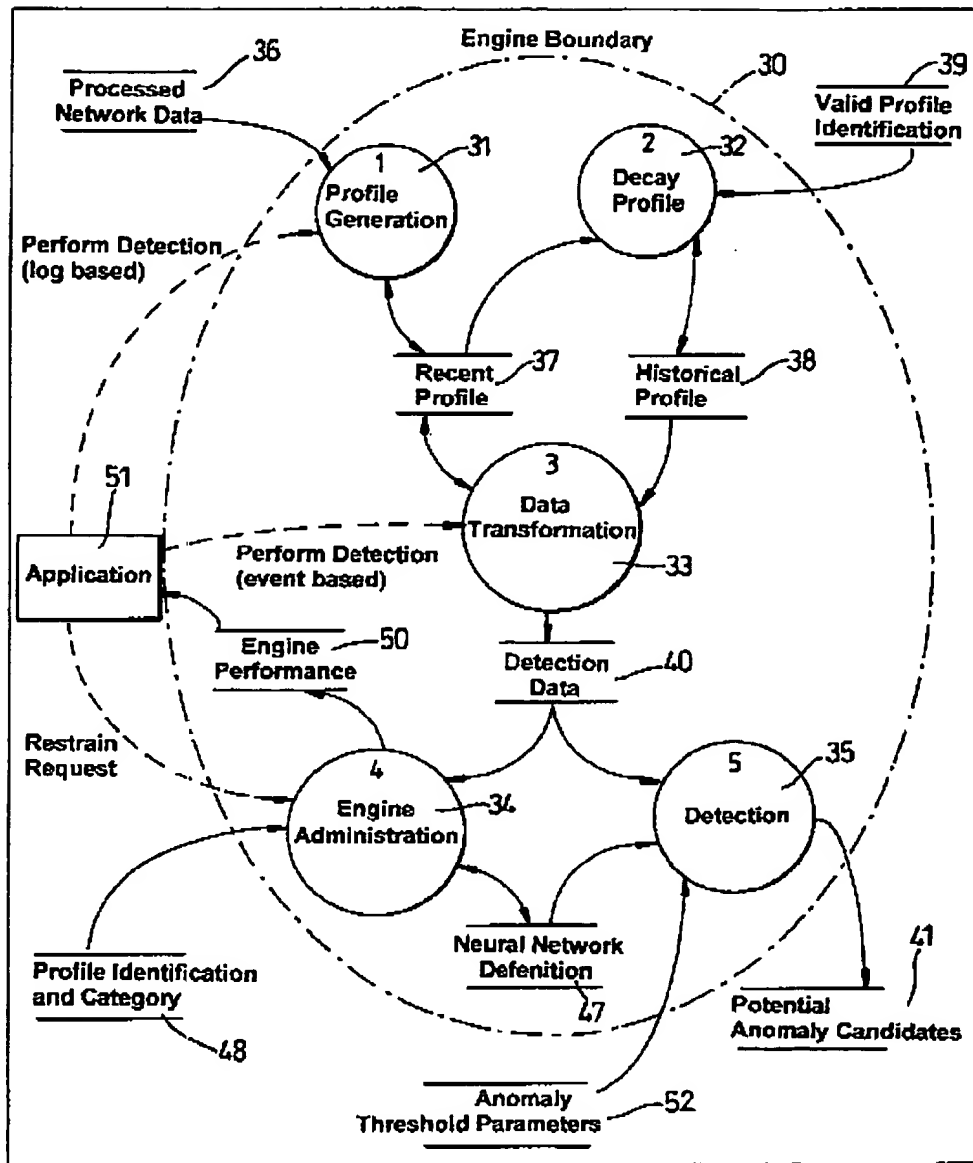 Engine Boundary
36
Processed
Network Data
30
39
Valid Profile
Identification
1
31
Profile
Generation
2
32
Decay
Profile
Perform Detection
(log based)
Recent
Profile
37
Historical
Profile
38
3
Data
Transformation
33
51
Application
Perform Detection
(event based)
Engine
Performance
50
Detection
Data
40
Restrain
Request
4
Engine
Administration
34
5
35
Detection
Profile Identification
and Category
48
Neural Network
Defenition
47
41
Potential
Anomaly Candidates
Anomaly
Threshold Parameters
52